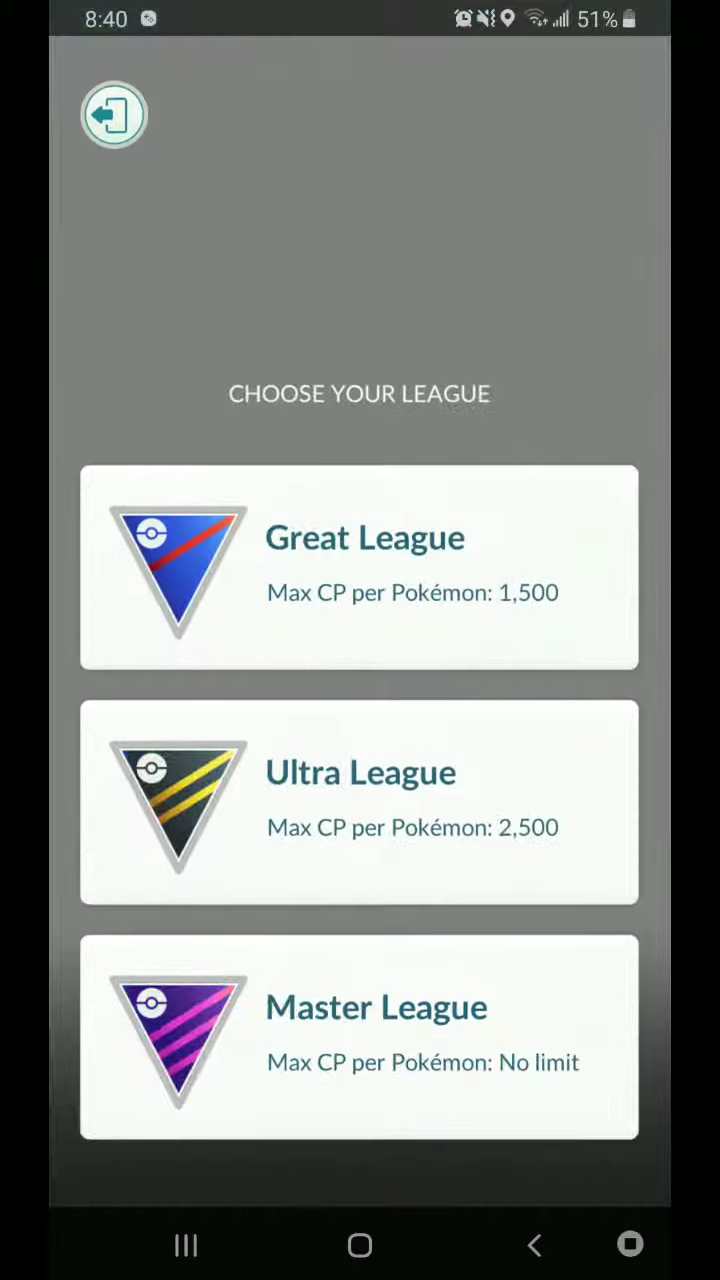 8:40
51%
CHOOSE YOUR LEAGUE
Great League
Max CP per Pokémon: 1,500
Ultra League
Max CP per Pokémon: 2,500
Master League
Max CP per Pokémon: No limit